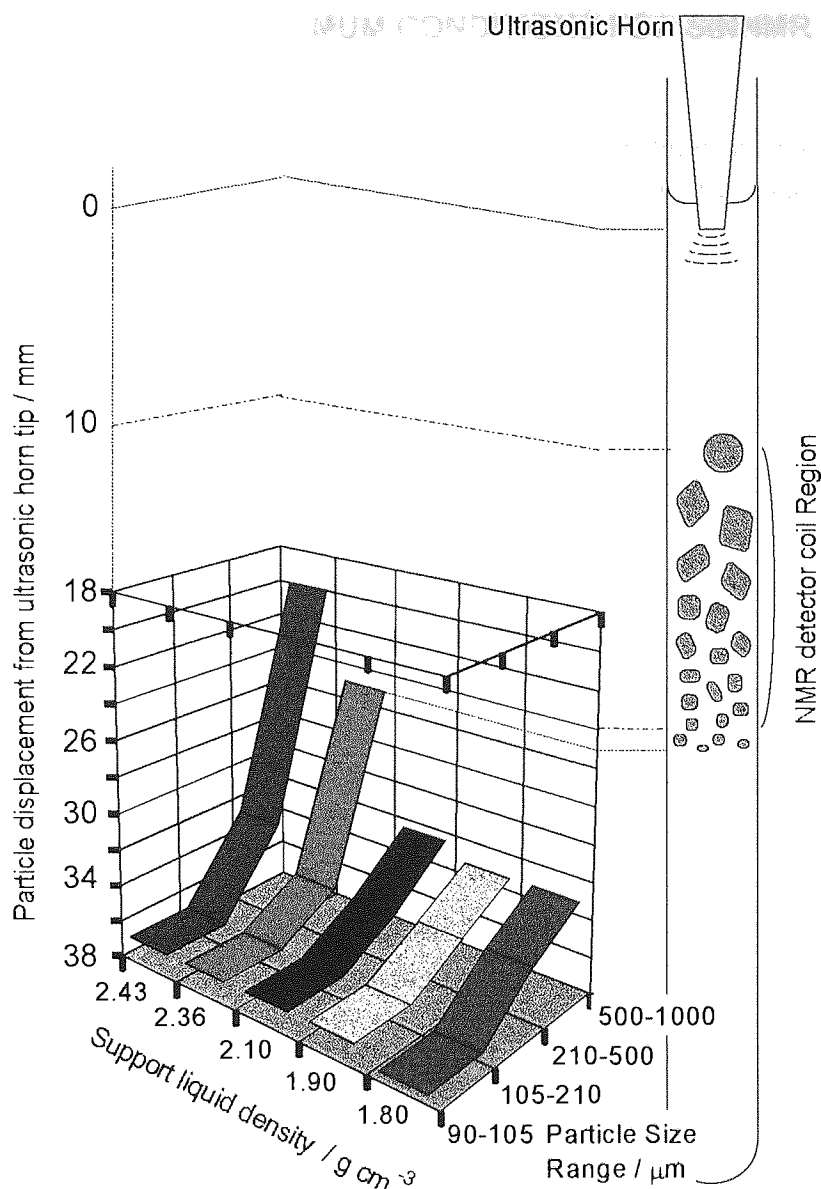 Ultrasonic Horn
0
10
18
22
26
30
34
38
Particle displacement from ultrasonic horn tip / mm
NMR detector coil Region
2.43
2.36
2.10
1.90
1.80
Support liquid density / g cm⁻³
500-1000
210-500
105-210
90-105 Particle Size
Range / μm